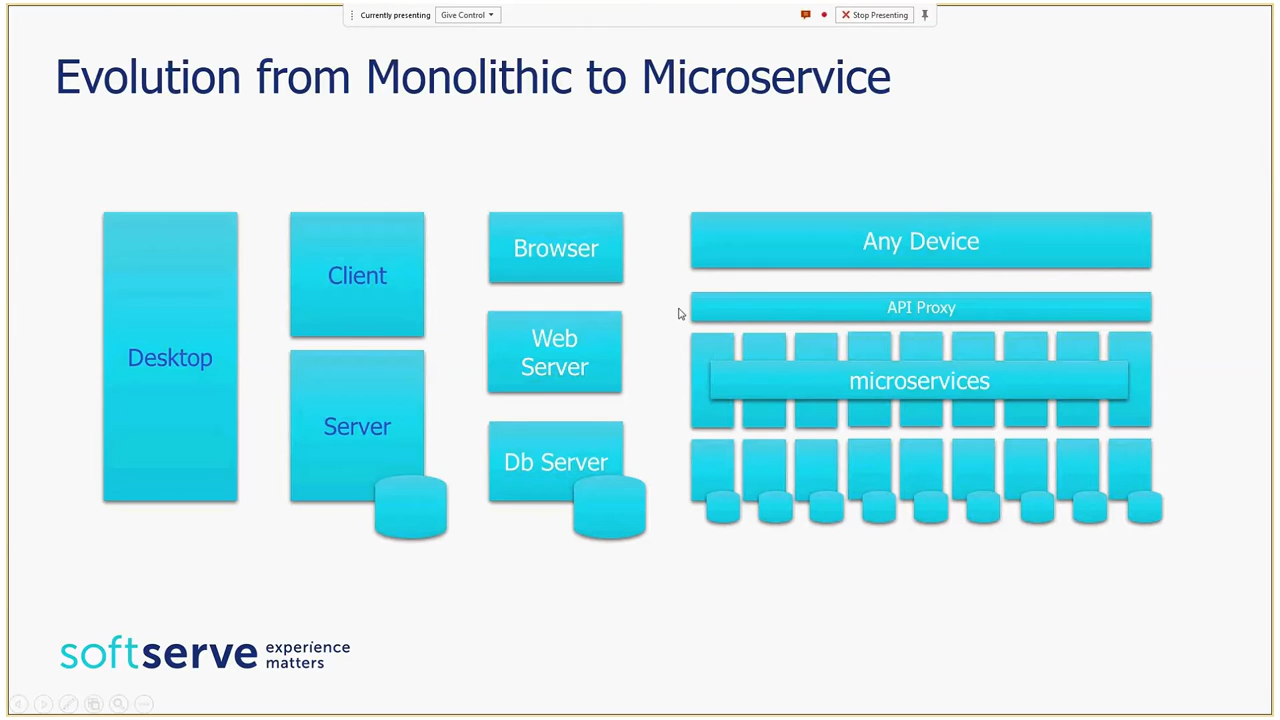 Currently presenting
Give Control
Stop Presenting
Evolution from Monolithic to Microservice
Desktop
Client
Server
Browser
Web
Server
Db Server
Any Device
API Proxy
microservices
softserve
experience
matters